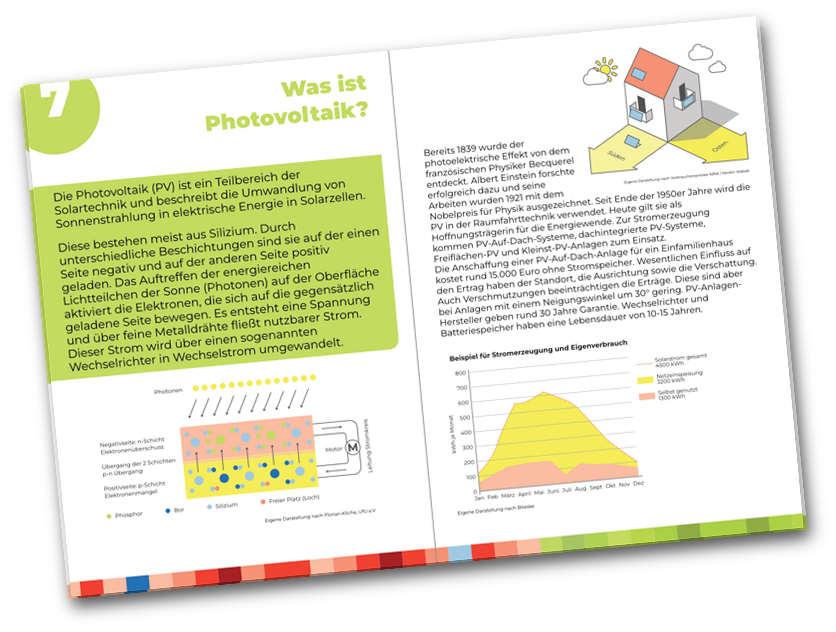 7
Was ist
Photovoltaik?
Die Photovoltaik (PV) ist ein Teilbereich der
Solartechnik und beschreibt die Umwandlung von
Sonnenstrahlung in elektrische Energie in Solarzellen.
Diese bestehen meist aus Silizium. Durch
unterschiedliche Beschichtungen sind sie auf der einen
Seite negativ und auf der anderen Seite positiv
geladen. Das Auftreffen der energiereichen
Lichtteilchen der Sonne (Photonen) auf der Oberfläche
aktiviert die Elektronen, die sich auf die gegensätzlich
geladene Seite bewegen. Es entsteht eine Spannung
und über feine Metalldrähte fließt nutzbarer Strom.
Dieser Strom wird über einen sogenannten
Wechselrichter in Wechselstrom umgewandelt.
Photonen
Negativseite: n-Schicht
Elektronenüberschuss
Übergang der 2 Schichten
p-n Übergang
Positivseite: p-Schicht
Elektronenmangel
Motor
M
Leitung Stromkreis
Phosphor
Bor
Silizium
Freier Platz (Loch)
Eigene Darstellung nach Florian Kliche, UfU e.V
Süden
Osten
Eigene Darstellung nach Verbraucherzentrale NRW / Kerstin Website
Bereits 1839 wurde der
photoelektrische Effekt von dem
französischen Physiker Becquerel
entdeckt. Albert Einstein forschte
erfolgreich dazu und seine
Arbeiten wurden 1921 mit dem
Nobelpreis für Physik ausgezeichnet. Seit Ende der 1950er Jahre wird die
PV in der Raumfahrttechnik verwendet. Heute gilt sie als
Hoffnungsträgerin für die Energiewende. Zur Stromerzeugung
kommen PV-Auf-Dach-Systeme, dachintegrierte PV-Systeme,
Freiflächen-PV und Kleinst-PV-Anlagen zum Einsatz.
Die Anschaffung einer PV-Auf-Dach-Anlage für ein Einfamilienhaus
kostet rund 15.000 Euro ohne Stromspeicher. Wesentlichen Einfluss auf
den Ertrag haben der Standort, die Ausrichtung sowie die Verschattung.
Auch Verschmutzungen beeinträchtigen die Erträge. Diese sind aber
bei Anlagen mit einem Neigungswinkel um 30° gering. PV-Anlagen-
Hersteller geben rund 30 Jahre Garantie. Wechselrichter und
Batteriespeicher haben eine Lebensdauer von 10-15 Jahren.
Beispiel für Stromerzeugung und Eigenverbrauch
kWh je Monat
800
700
600
500
400
300
200
100
0
Jan Feb März April Mai Juni Juli Aug Sept Okt Nov Dez
Solarstrom gesamt
4500 kWh
Netzeinspeisung
3200 kWh
Selbst genutzt
1300 kWh
Eigene Darstellung nach Bleske